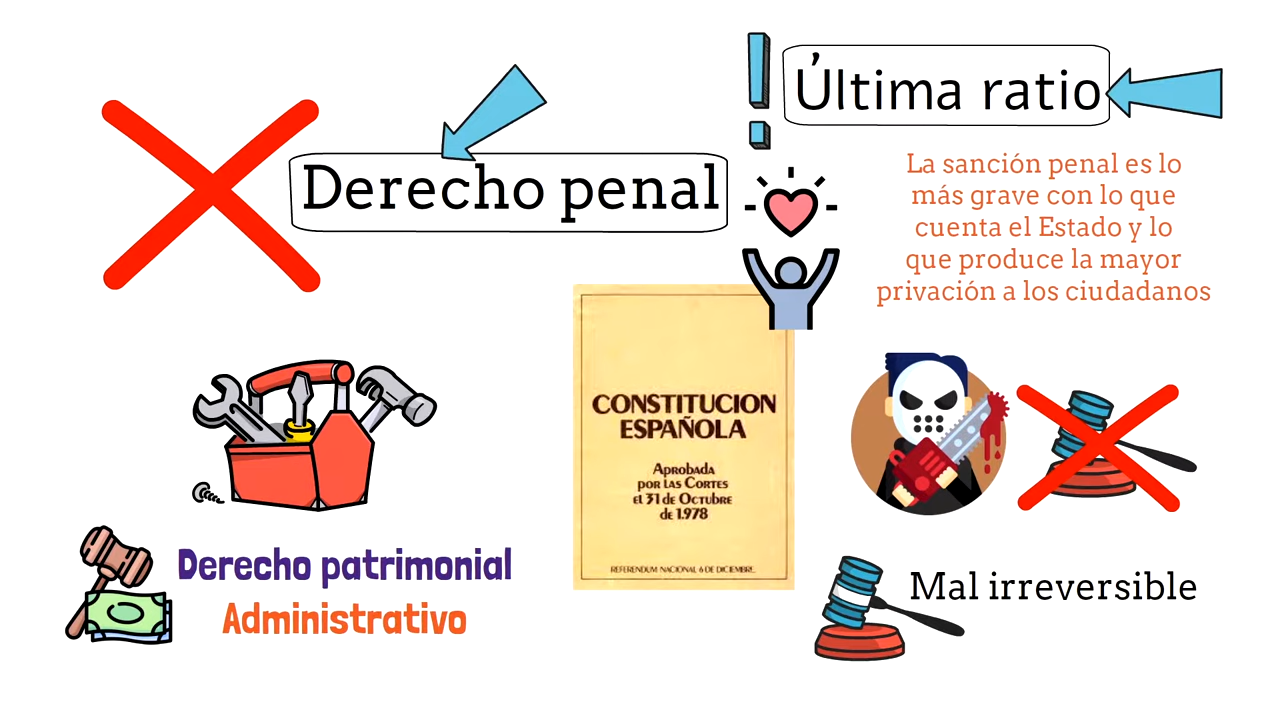 Última ratio
Derecho penal
La sanción penal es lo
más grave con lo que
cuenta el Estado y lo
que produce la mayor
privación a los ciudadanos
CONSTITUCION
ESPAÑOLA
Aprobada
por las Cortes
el 31 de Octubre
de 1.978
REFERENDUM NACIONAL 6 DE DICIEMBRE
Derecho patrimonial
Administrativo
Mal irreversible